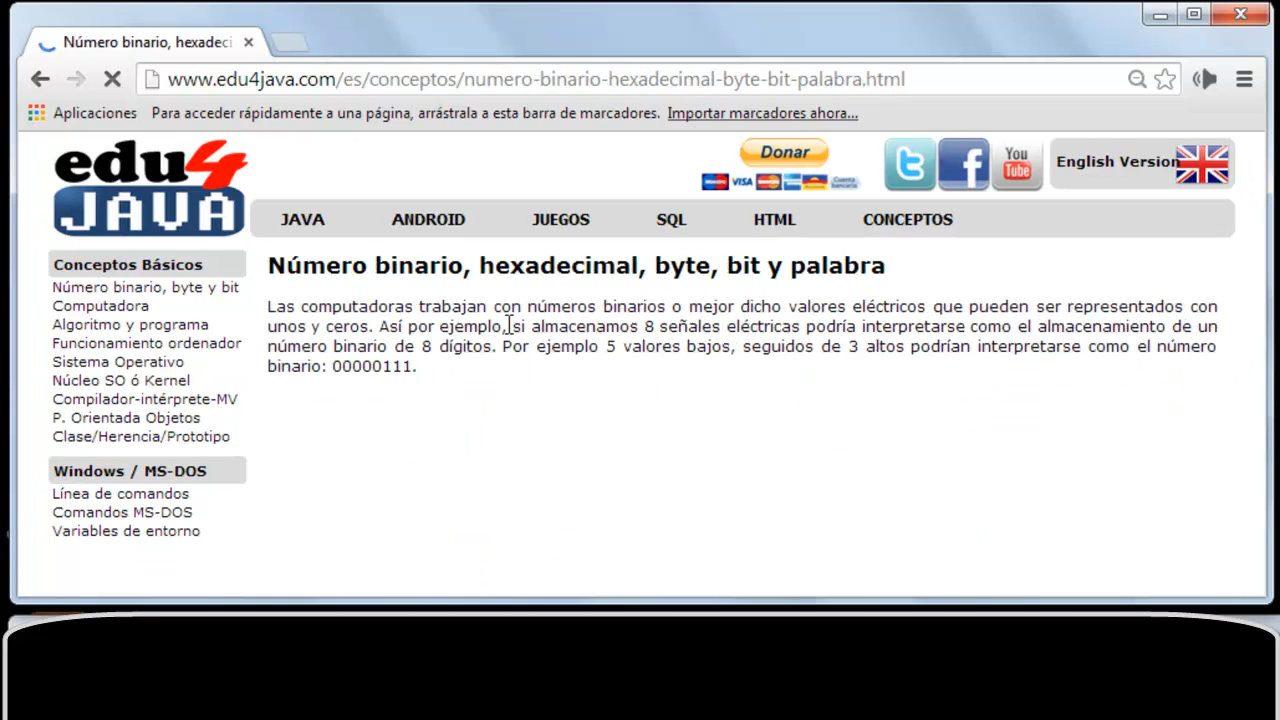 Número binario, hexadeci
www.edu4java.com/es/conceptos/numero-binario-hexadecimal-byte-bit-palabra.html
Aplicaciones Para acceder rápidamente a una página, arrástrala a esta barra de marcadores. Importar marcadores ahora...
edu4
JAVA
Donar
VISA
You
Tube
English Version
JAVA ANDROID JUEGOS SQL HTML CONCEPTOS
Conceptos Básicos
Número binario, byte y bit
Computadora
Algoritmo y programa
Funcionamiento ordenador
Sistema Operativo
Núcleo SO ó Kernel
Compilador-intérprete-MV
P. Orientada Objetos
Clase/Herencia/Prototipo
Windows / MS-DOS
Línea de comandos
Comandos MS-DOS
Variables de entorno
Número binario, hexadecimal, byte, bit y palabra
Las computadoras trabajan con números binarios o mejor dicho valores eléctricos que pueden ser representados con
unos y ceros. Así por ejemplo, si almacenamos 8 señales eléctricas podría interpretarse como el almacenamiento de un
número binario de 8 dígitos. Por ejemplo 5 valores bajos, seguidos de 3 altos podrían interpretarse como el número
binario: 00000111.